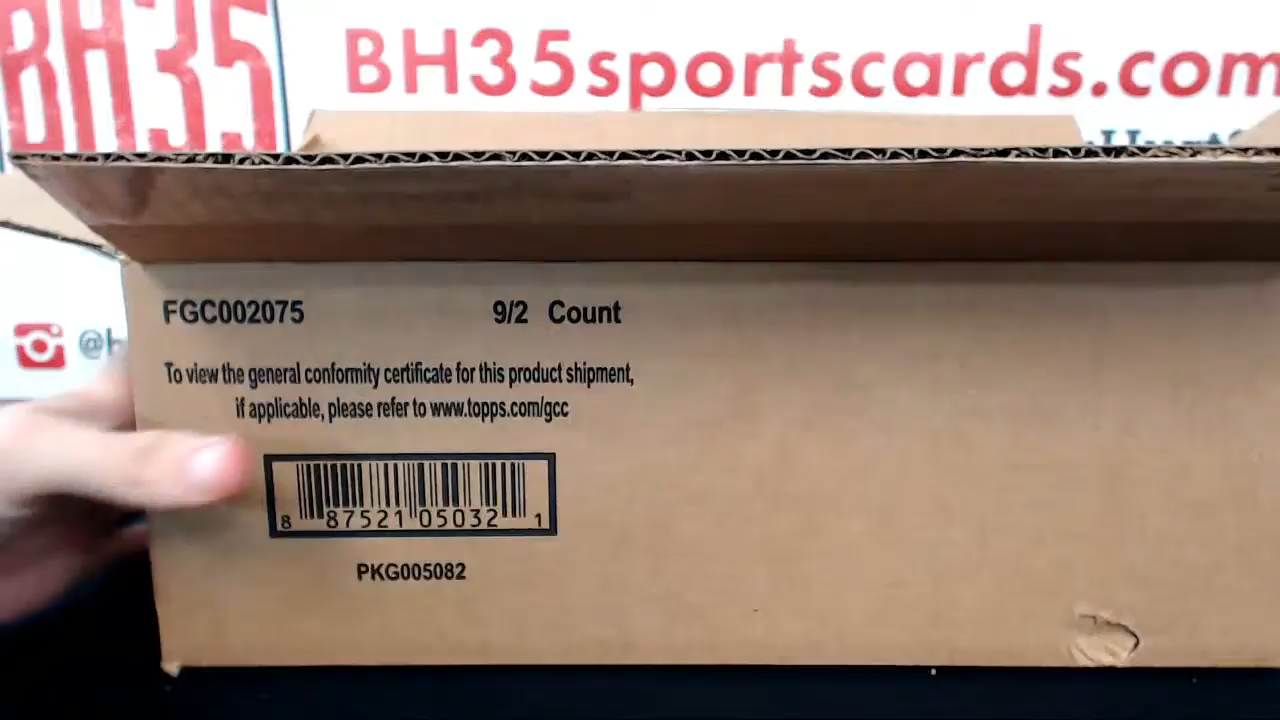 BH35
BH35sportscards.com
FGC002075 9/2 Count
To view the general conformity certificate for this product shipment,
if applicable, please refer to www.topps.com/gcc
8 87521 05032 1
PKG005082